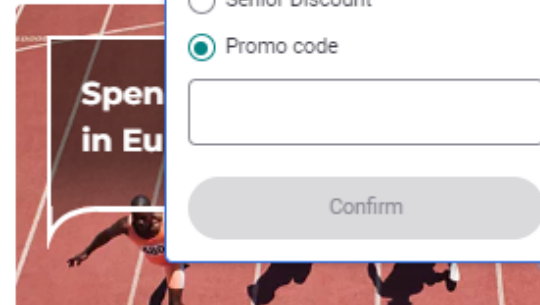 Senior Discount
Promo code
Spen
in Eu
Confirm